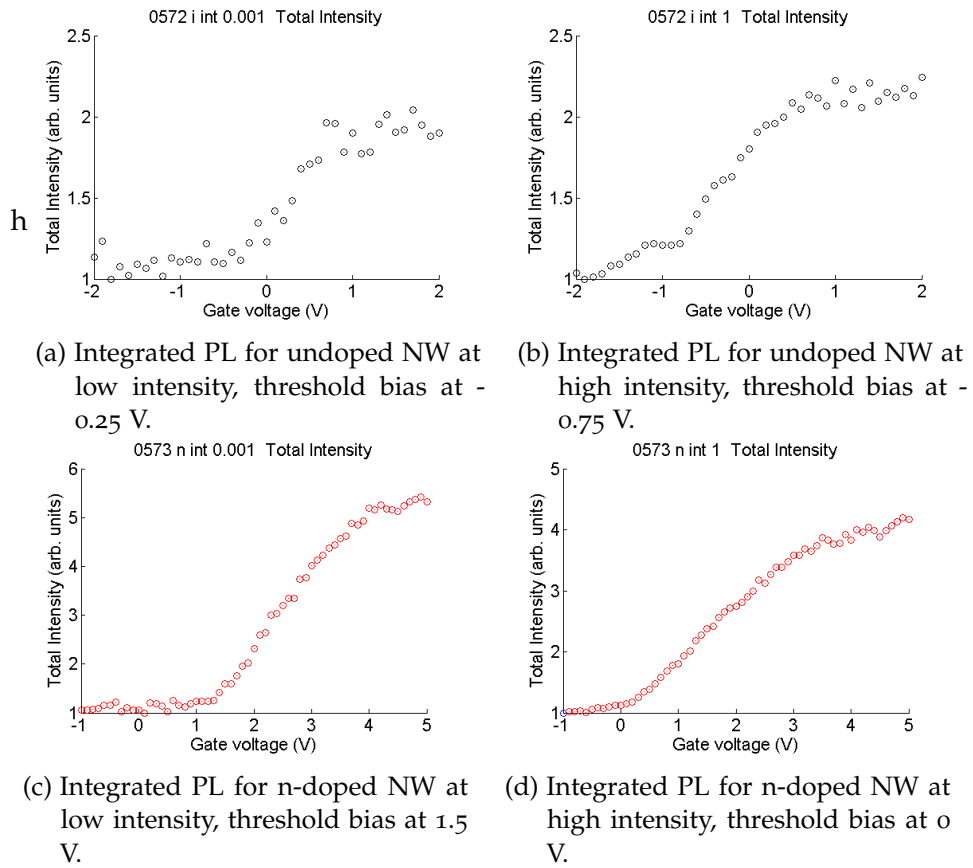 0572 i int 0.001 Total Intensity
2.5
2
1.5
1
Total Intensity (arb. units)
-2
-1
0
1
2
Gate voltage (V)
h
(a) Integrated PL for undoped NW at
low intensity, threshold bias at -
0.25 V.
0572 i int 1 Total Intensity
2.5
2
1.5
1
Total Intensity (arb. units)
-2
-1
0
1
2
Gate voltage (V)
(b) Integrated PL for undoped NW at
high intensity, threshold bias at -
0.75 V.
0573 n int 0.001 Total Intensity
6
5
4
3
2
1
Total Intensity (arb. units)
-1
0
1
2
3
4
5
Gate voltage (V)
(c) Integrated PL for n-doped NW at
low intensity, threshold bias at 1.5
V.
0573 n int 1 Total Intensity
5
4
3
2
1
Total Intensity (arb. units)
-1
0
1
2
3
4
5
Gate voltage (V)
(d) Integrated PL for n-doped NW at
high intensity, threshold bias at 0
V.